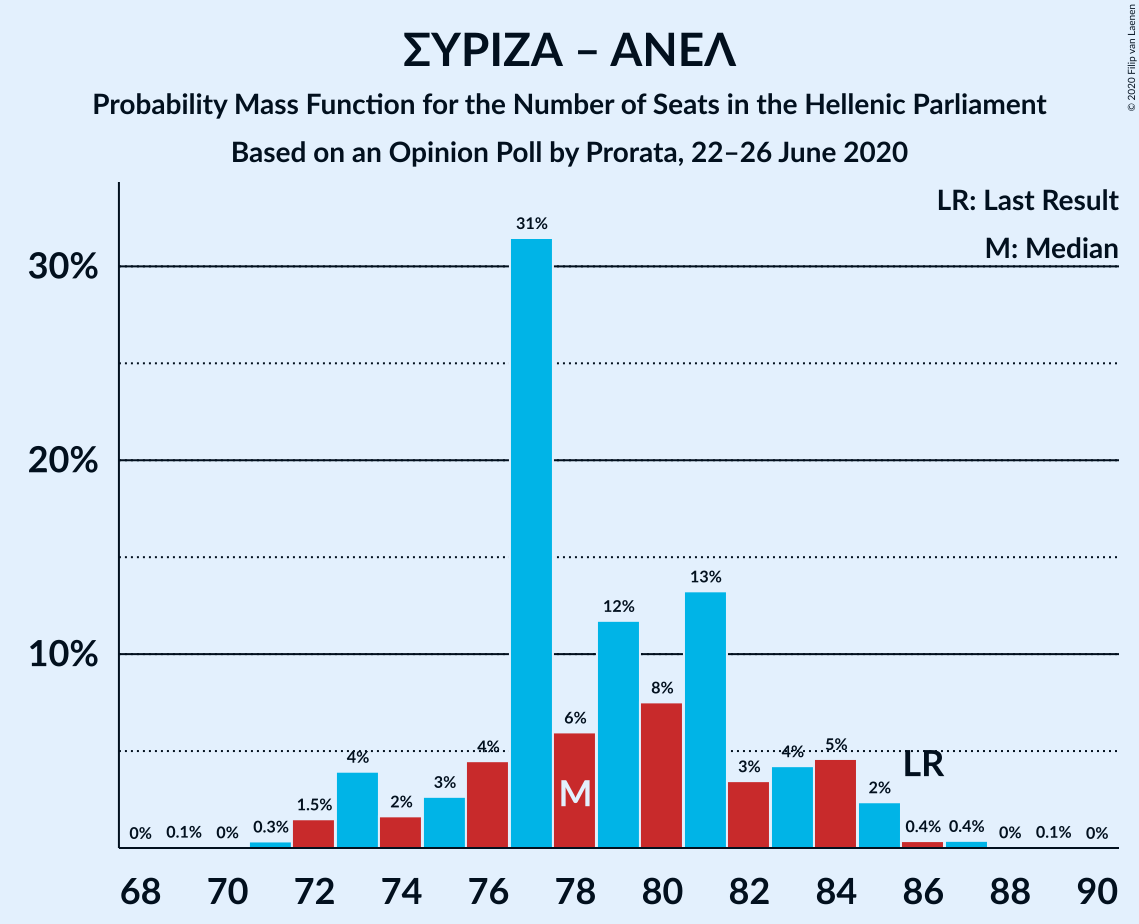 ΣΥΡΙΖΑ – ΑΝΕΛ
Probability Mass Function for the Number of Seats in the Hellenic Parliament
Based on an Opinion Poll by Prorata, 22–26 June 2020
© 2020 Filip van Laenen
LR: Last Result
M: Median
30%
20%
10%
0%
0.1%
0%
0.3%
1.5%
4%
2%
3%
4%
31%
6%
12%
8%
13%
3%
4%
5%
2%
0.4%
0.4%
0%
0.1%
0%
M
LR
68 70 72 74 76 78 80 82 84 86 88 90